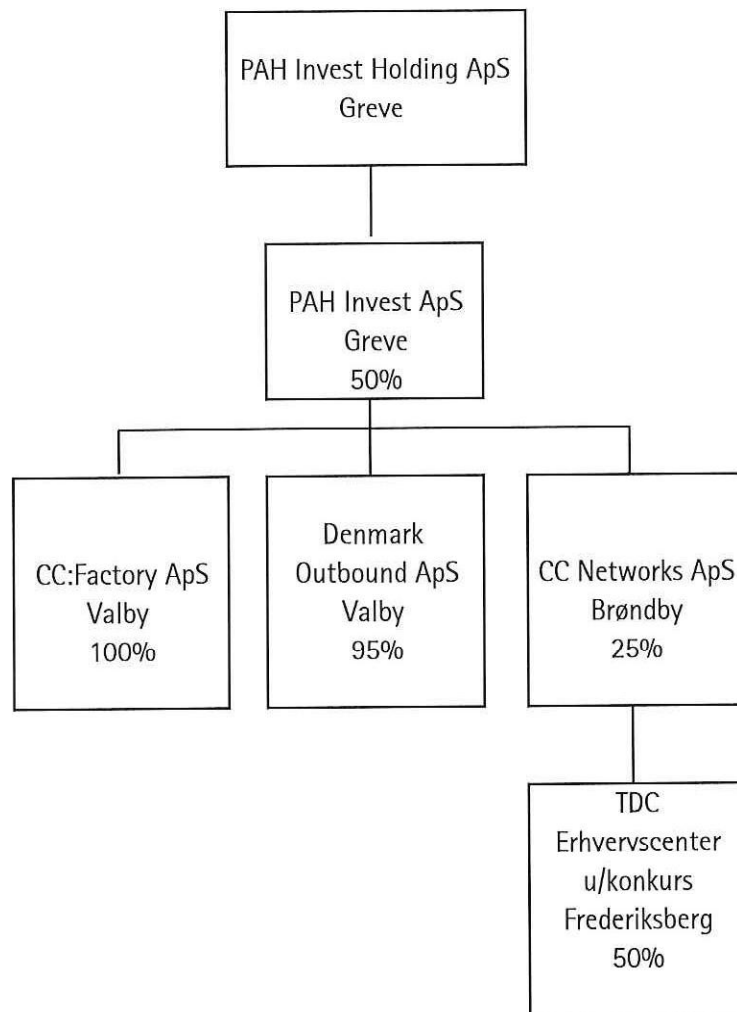 PAH Invest Holding ApS
Greve
PAH Invest ApS
Greve
50%
CC:Factory ApS
Valby
100%
Denmark
Outbound ApS
Valby
95%
CC Networks ApS
Brøndby
25%
TDC
Erhvervscenter
u/konkurs
Frederiksberg
50%